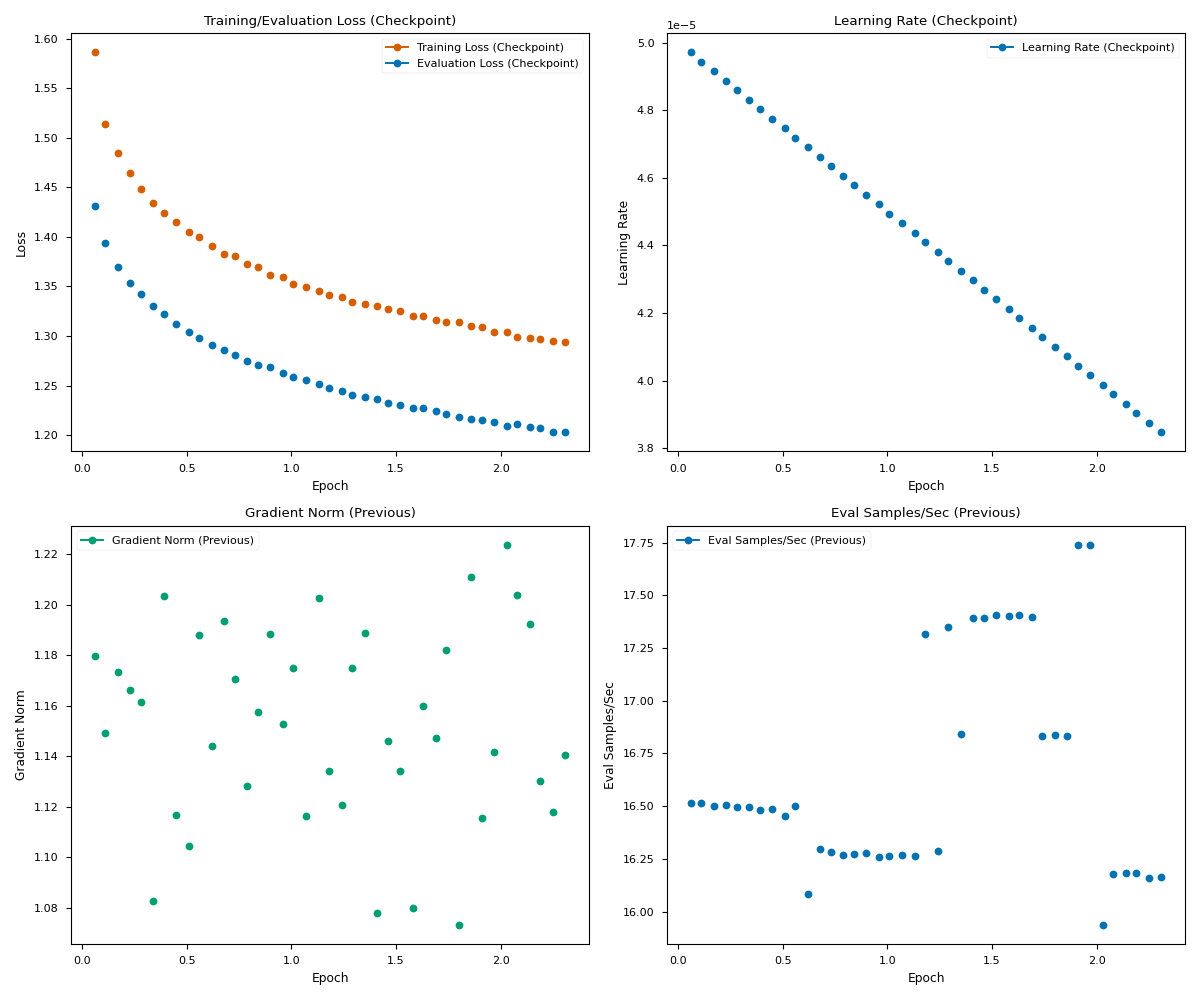 Training/Evaluation Loss (Checkpoint)
Training Loss (Checkpoint)
Evaluation Loss (Checkpoint)
1.60
1.55
1.50
1.45
1.40
1.35
1.30
1.25
1.20
Loss
0.0 0.5 1.0 1.5 2.0
Epoch
Learning Rate (Checkpoint)
1e−5
Learning Rate (Checkpoint)
5.0
4.8
4.6
4.4
4.2
4.0
3.8
Learning Rate
0.0 0.5 1.0 1.5 2.0
Epoch
Gradient Norm (Previous)
Gradient Norm (Previous)
1.22
1.20
1.18
1.16
1.14
1.12
1.10
1.08
Gradient Norm
0.0 0.5 1.0 1.5 2.0
Epoch
Eval Samples/Sec (Previous)
Eval Samples/Sec (Previous)
17.75
17.50
17.25
17.00
16.75
16.50
16.25
16.00
Eval Samples/Sec
0.0 0.5 1.0 1.5 2.0
Epoch